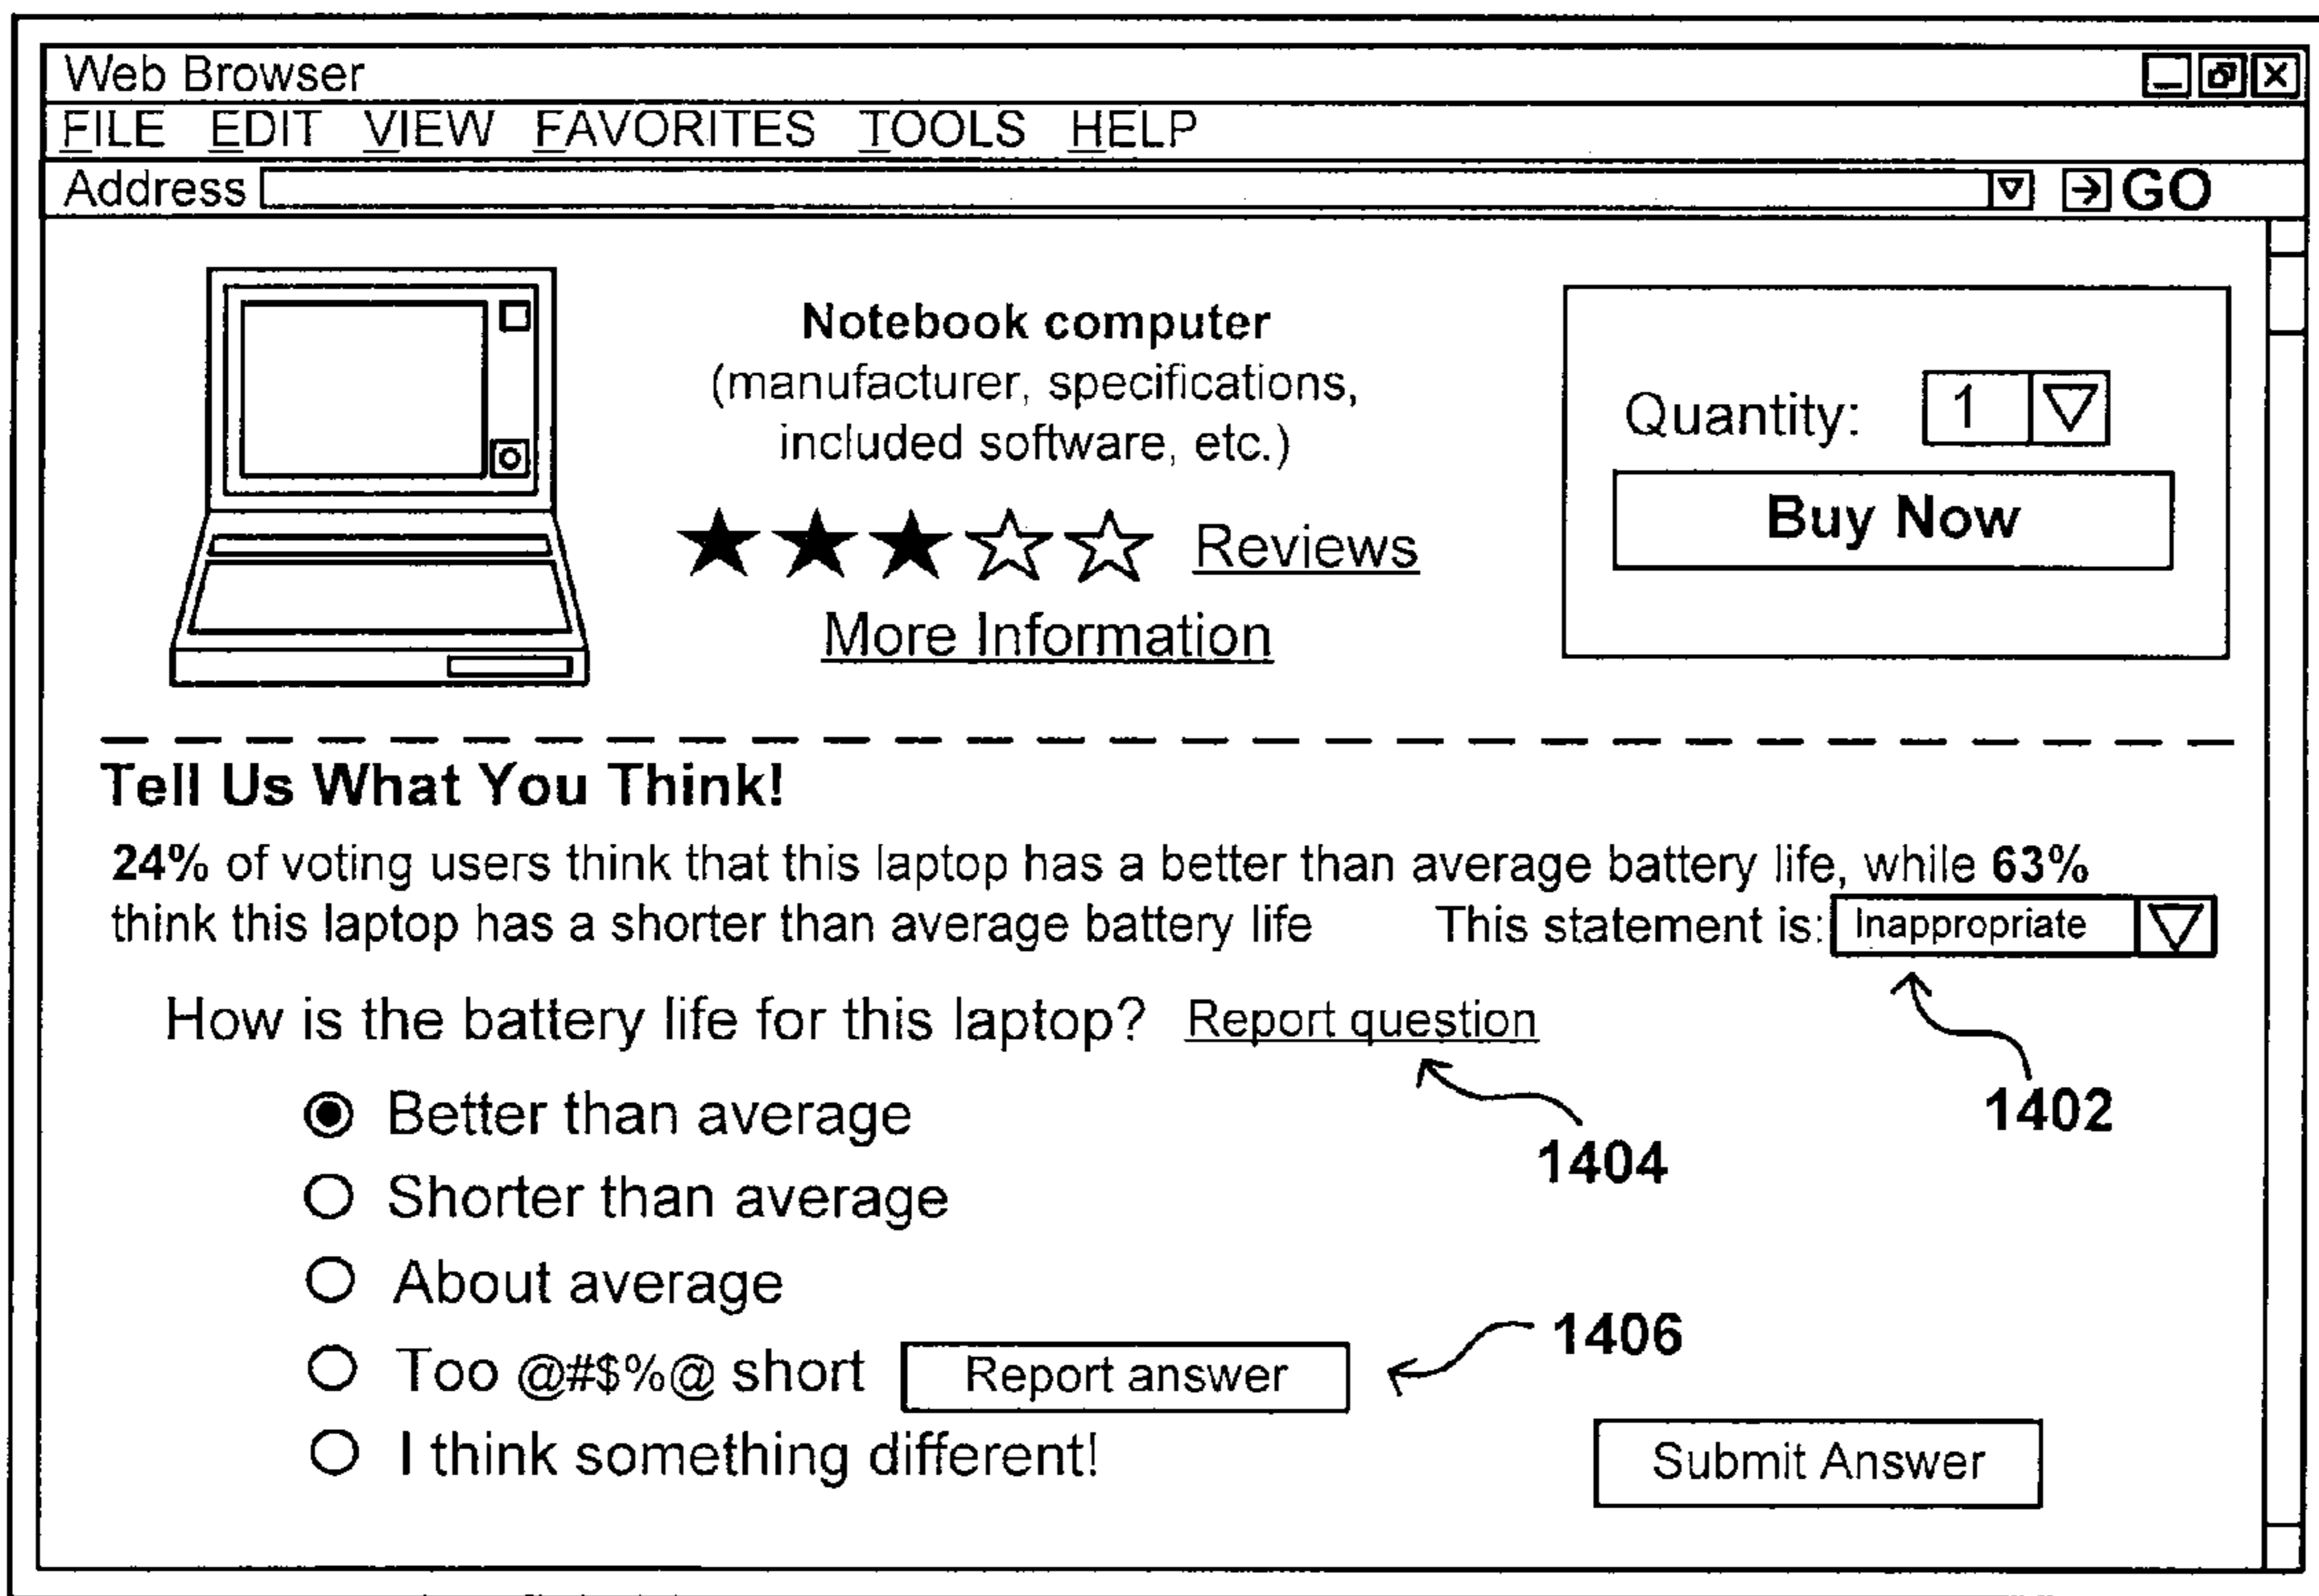 Web Browser
FILE EDIT VIEW FAVORITES TOOLS HELP
Address GO
Notebook computer
(manufacturer, specifications,
included software, etc.)
Reviews
More Information
Quantity: 1
Buy Now
Tell Us What You Think!
24% of voting users think that this laptop has a better than average battery life, while 63%
think this laptop has a shorter than average battery life This statement is: Inappropriate
1402
How is the battery life for this laptop? Report question
1404
Better than average
Shorter than average
About average
Too @#$%@ short Report answer
1406
I think something different!
Submit Answer